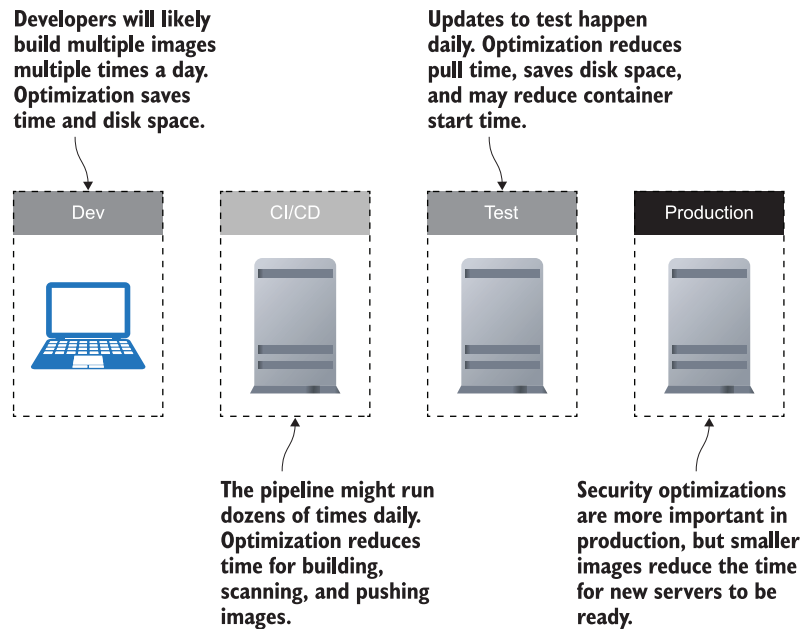 Developers will likely
build multiple images
multiple times a day.
Optimization saves
time and disk space.
Updates to test happen
daily. Optimization reduces
pull time, saves disk space,
and may reduce container
start time.
Dev
CI/CD
Test
Production
The pipeline might run
dozens of times daily.
Optimization reduces
time for building,
scanning, and pushing
images.
Security optimizations
are more important in
production, but smaller
images reduce the time
for new servers to be
ready.